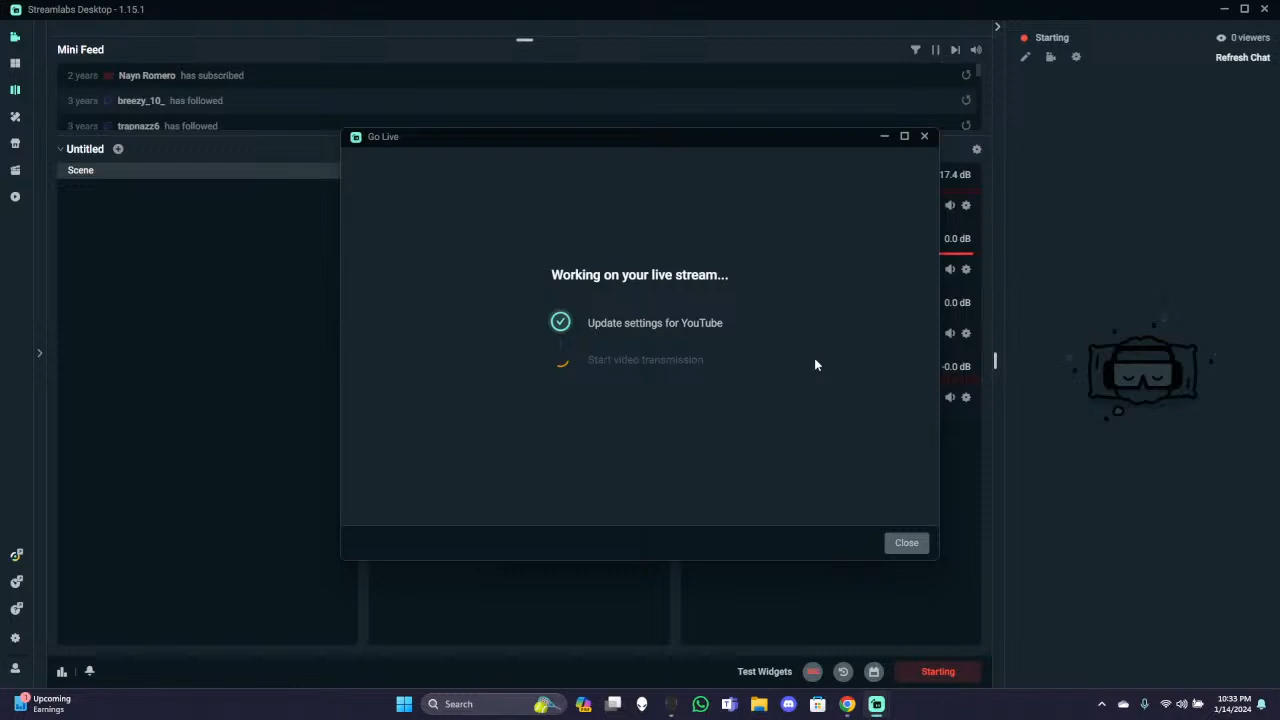 Streamlabs Desktop - 1.15.1
Mini Feed
2 years Nayn Romero has subscribed
3 years breezy_10_ has followed
3 years trapnazz6 has followed
Untitled
Scene
Go Live
Working on your live stream...
Update settings for YouTube
Start video transmission
Close
17.4 dB
0.0 dB
0.0 dB
-0.0 dB
Starting
0 viewers
Refresh Chat
Test Widgets
Starting
Upcoming
Earnings
Search
10:33 PM
1/14/2024